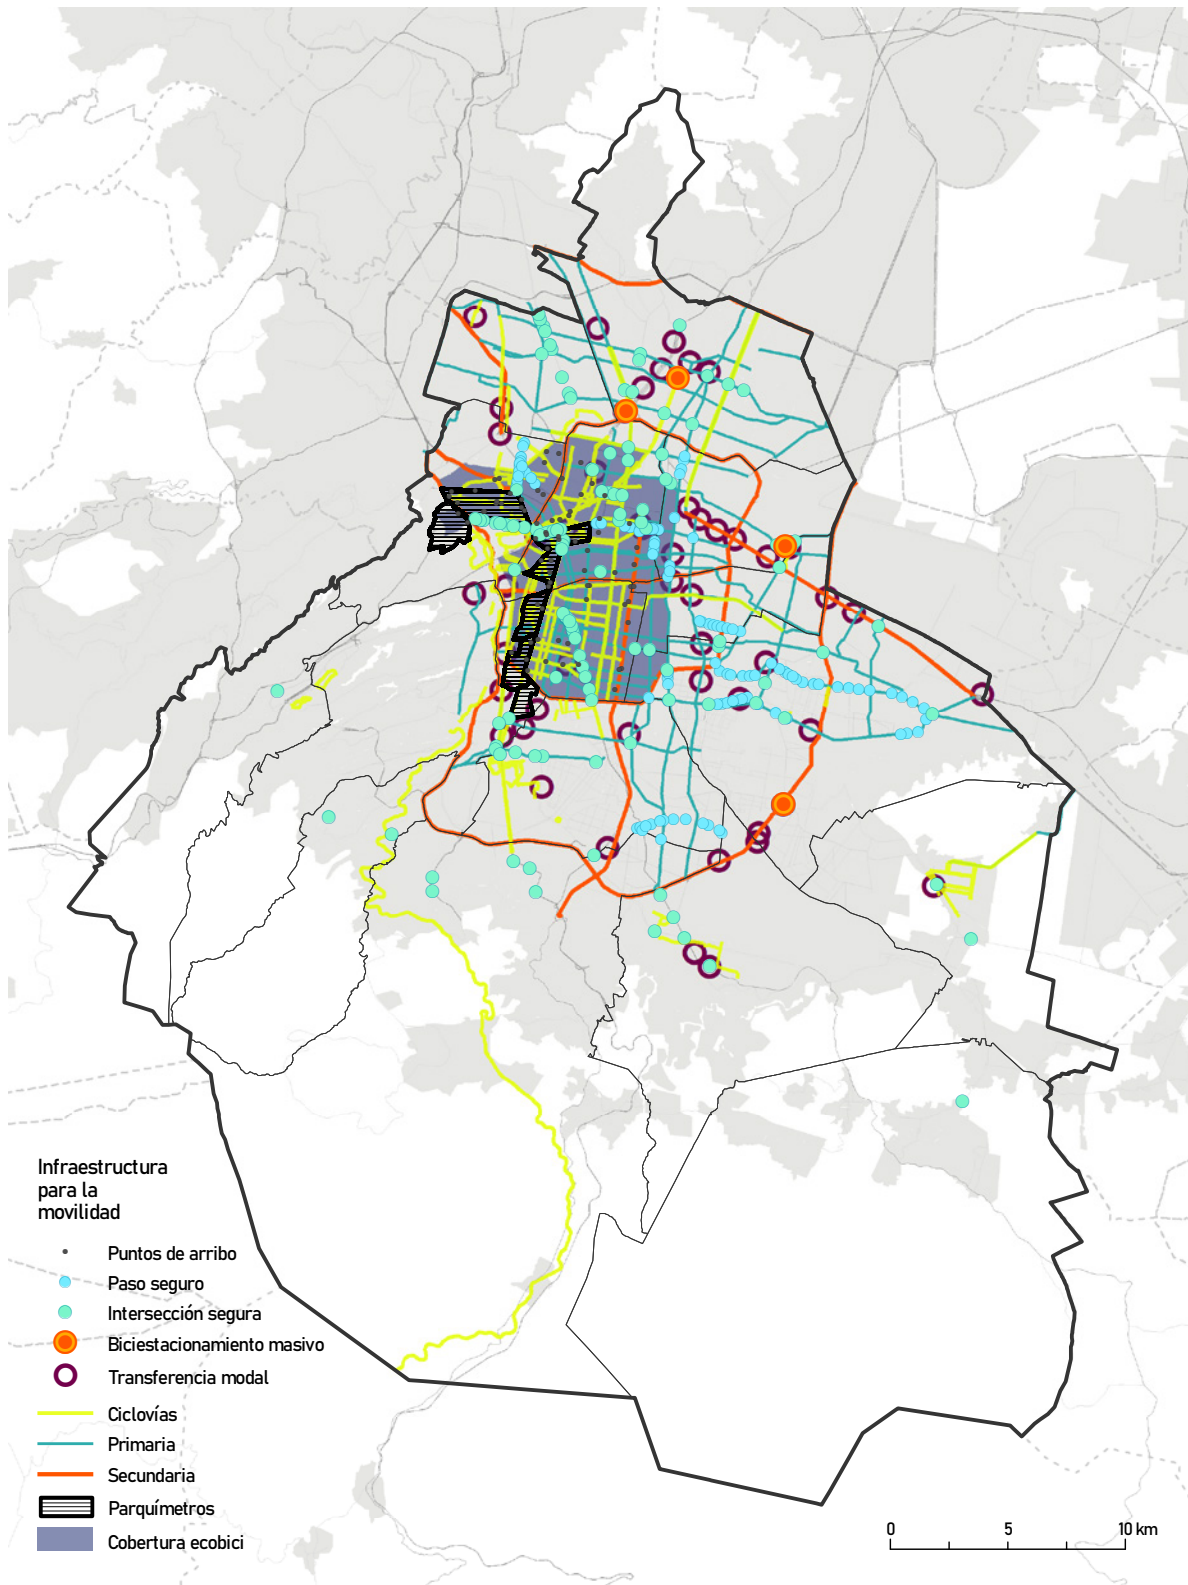 Infraestructura
para la
movilidad
Puntos de arribo
Paso seguro
Intersección segura
Biciestacionamiento masivo
Transferencia modal
Ciclovías
Primaria
Secundaria
Parquímetros
Cobertura ecobici
0 5 10 km